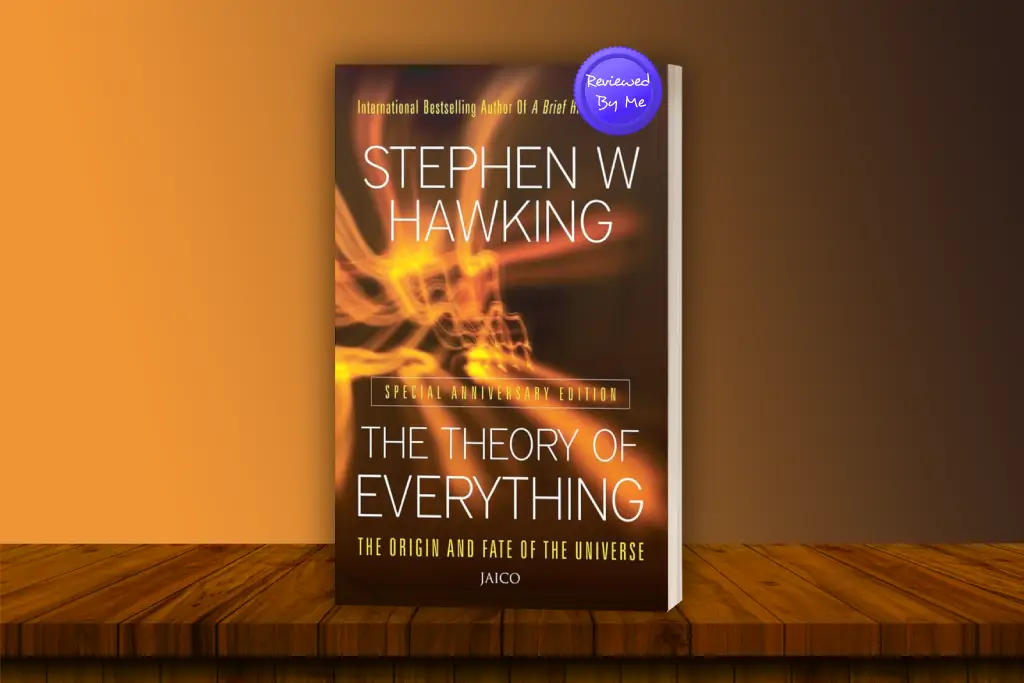 Reviewed
By Me
International Bestselling Author Of A Brief
STEPHEN W
HAWKING
SPECIAL ANNIVERSARY EDITION
THE THEORY OF
EVERYTHING
THE ORIGIN AND FATE OF THE UNIVERSE
JAICO